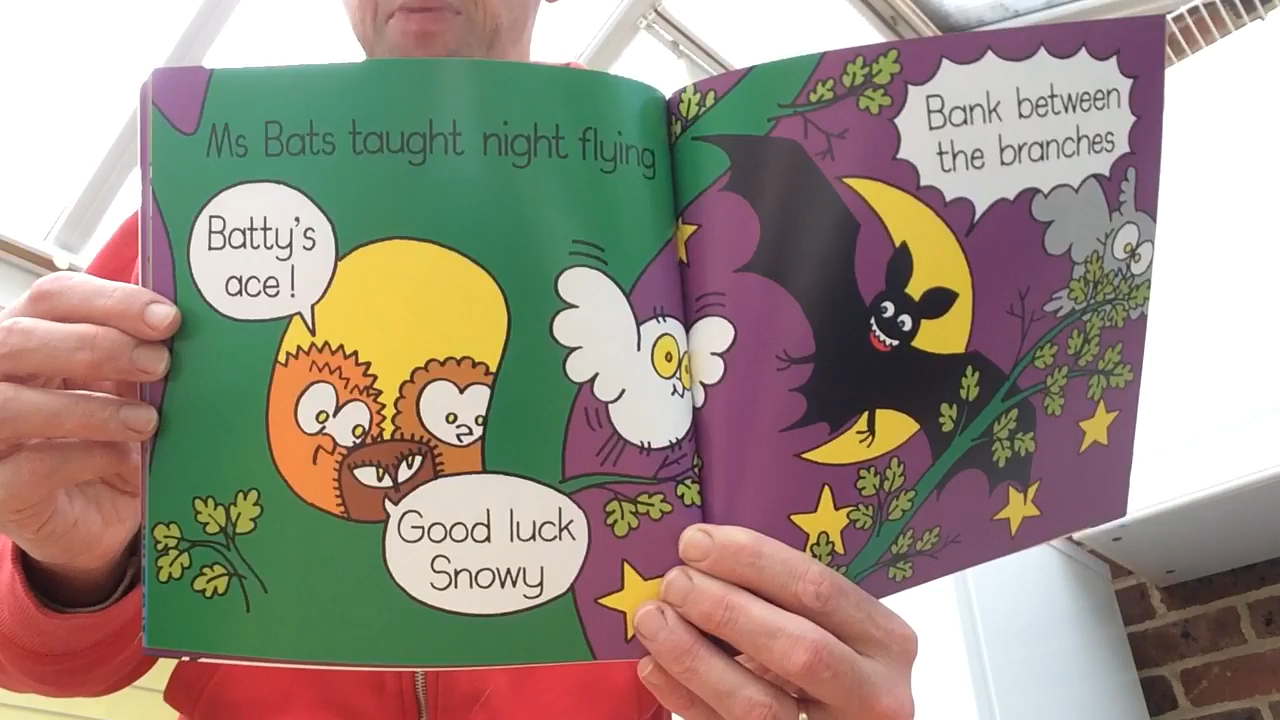 Ms Bats taught night flying
Batty's
ace!
Good luck
Snowy
Bank between
the branches